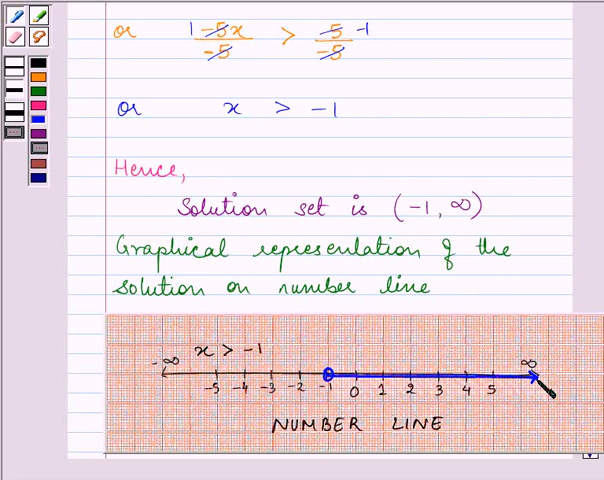 or 1 -5x / -5 > -5 / -5 -1
or x > -1
Hence,
Solution set is (-1, ∞)
Graphical representation of the
solution on number line
x > -1
-∞ ∞
-5 -4 -3 -2 -1 0 1 2 3 4 5
NUMBER LINE